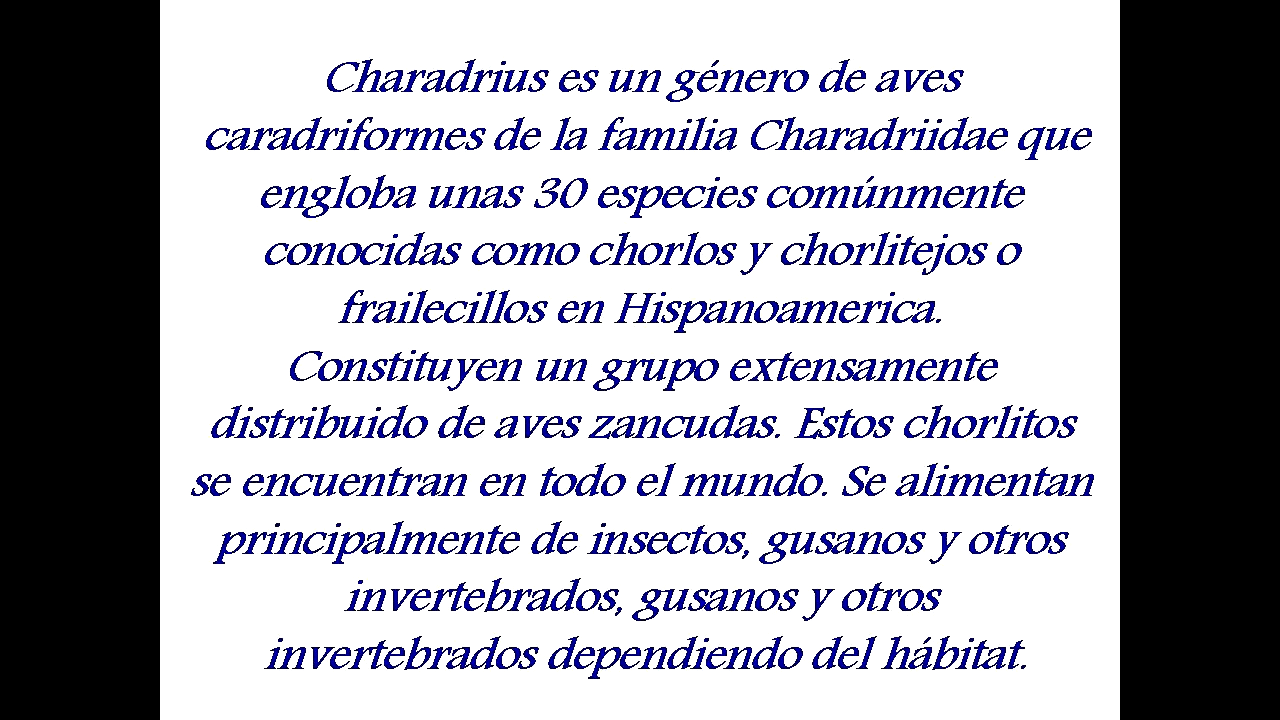 Charadrius es un género de aves
caradriformes de la familia Charadriidae que
engloba unas 30 especies comúnmente
conocidas como chorlos y chorlitejos o
frailecillos en Hispanoamerica.
Constituyen un grupo extensamente
distribuido de aves zancudas. Estos chorlitos
se encuentran en todo el mundo. Se alimentan
principalmente de insectos, gusanos y otros
invertebrados, gusanos y otros
invertebrados dependiendo del hábitat.